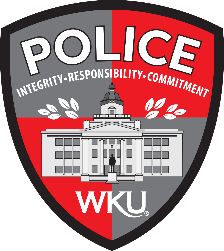 POLICE
INTEGRITY•RESPONSIBILITY•COMMITMENT
WKU